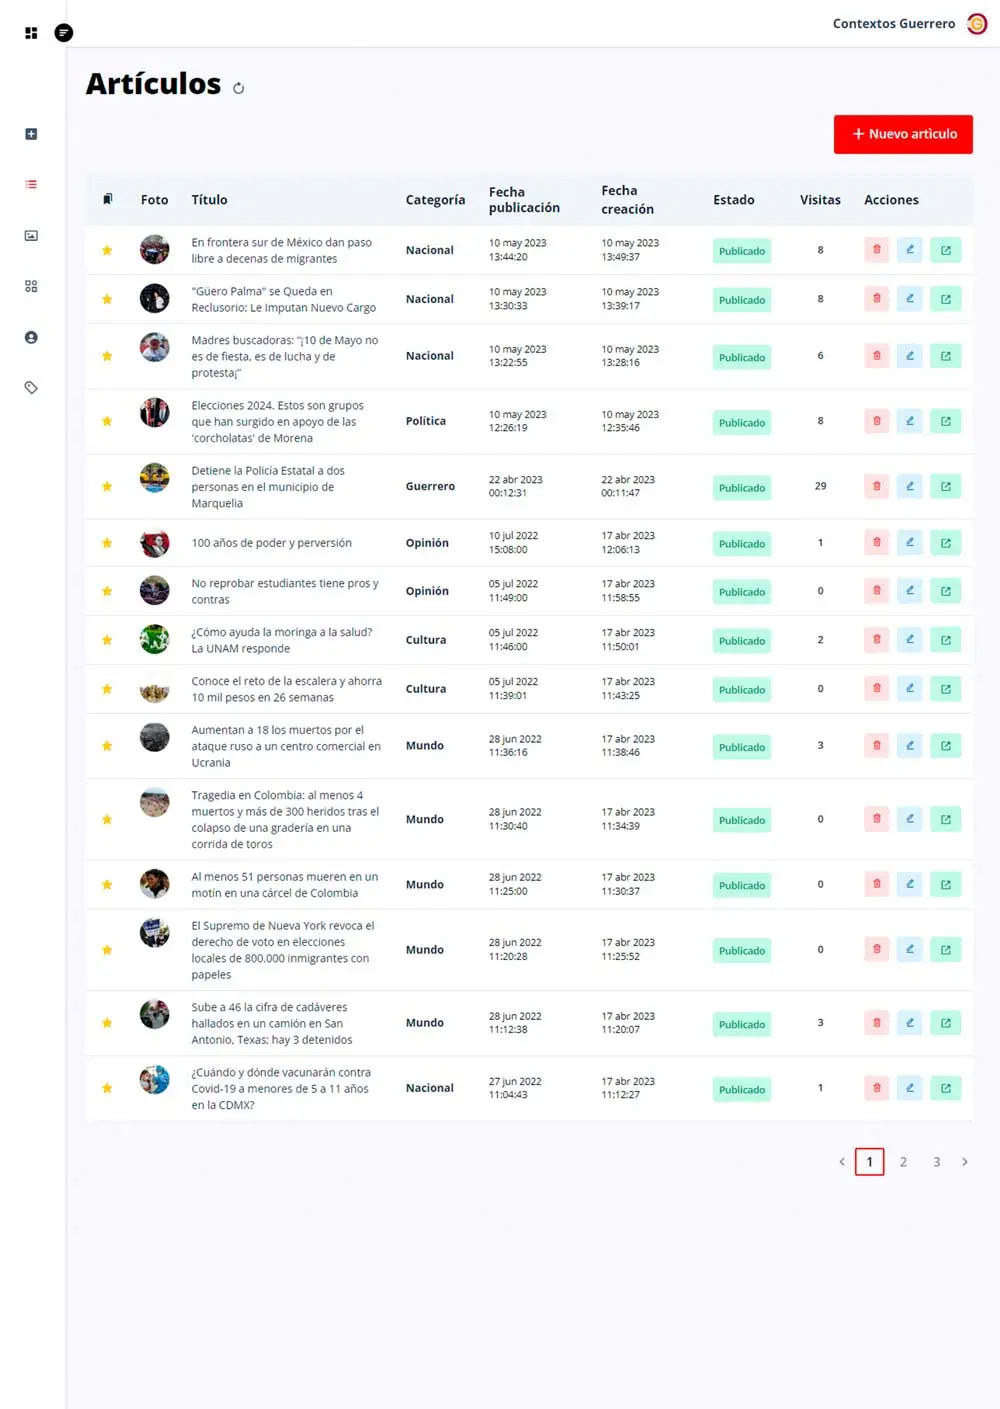 Contextos Guerrero
Artículos
+ Nuevo artìculo
Foto Título Categoría Fecha publicación Fecha creación Estado Visitas Acciones
En frontera sur de México dan paso
libre a decenas de migrantes
Nacional
10 may 2023
13:44:20
10 may 2023
13:49:37
Publicado
8
"Güero Palma" se Queda en
Reclusorio: Le Imputan Nuevo Cargo
Nacional
10 may 2023
13:30:33
10 may 2023
13:39:17
Publicado
8
Madres buscadoras: "¡10 de Mayo no
es de fiesta, es de lucha y de
protesta¡"
Nacional
10 may 2023
13:22:55
10 may 2023
13:28:16
Publicado
6
Elecciones 2024. Estos son grupos
que han surgido en apoyo de las
'corcholatas' de Morena
Política
10 may 2023
12:26:19
10 may 2023
12:35:46
Publicado
8
Detiene la Policía Estatal a dos
personas en el municipio de
Marquelia
Guerrero
22 abr 2023
00:12:31
22 abr 2023
00:11:47
Publicado
29
100 años de poder y perversión
Opinión
10 jul 2022
15:08:00
17 abr 2023
12:06:13
Publicado
1
No reprobar estudiantes tiene pros y
contras
Opinión
05 jul 2022
11:49:00
17 abr 2023
11:58:55
Publicado
0
¿Cómo ayuda la moringa a la salud?
La UNAM responde
Cultura
05 jul 2022
11:46:00
17 abr 2023
11:50:01
Publicado
2
Conoce el reto de la escalera y ahorra
10 mil pesos en 26 semanas
Cultura
05 jul 2022
11:39:01
17 abr 2023
11:43:25
Publicado
0
Aumentan a 18 los muertos por el
ataque ruso a un centro comercial en
Ucrania
Mundo
28 jun 2022
11:36:16
17 abr 2023
11:38:46
Publicado
3
Tragedia en Colombia: al menos 4
muertos y más de 300 heridos tras el
colapso de una gradería en una
corrida de toros
Mundo
28 jun 2022
11:30:40
17 abr 2023
11:34:39
Publicado
0
Al menos 51 personas mueren en un
motín en una cárcel de Colombia
Mundo
28 jun 2022
11:25:00
17 abr 2023
11:30:37
Publicado
0
El Supremo de Nueva York revoca el
derecho de voto en elecciones
locales de 800.000 inmigrantes con
papeles
Mundo
28 jun 2022
11:20:28
17 abr 2023
11:25:52
Publicado
0
Sube a 46 la cifra de cadáveres
hallados en un camión en San
Antonio, Texas; hay 3 detenidos
Mundo
28 jun 2022
11:12:38
17 abr 2023
11:20:07
Publicado
3
¿Cuándo y dónde vacunarán contra
Covid-19 a menores de 5 a 11 años
en la CDMX?
Nacional
27 jun 2022
11:04:43
17 abr 2023
11:12:27
Publicado
1
< 1 2 3 >